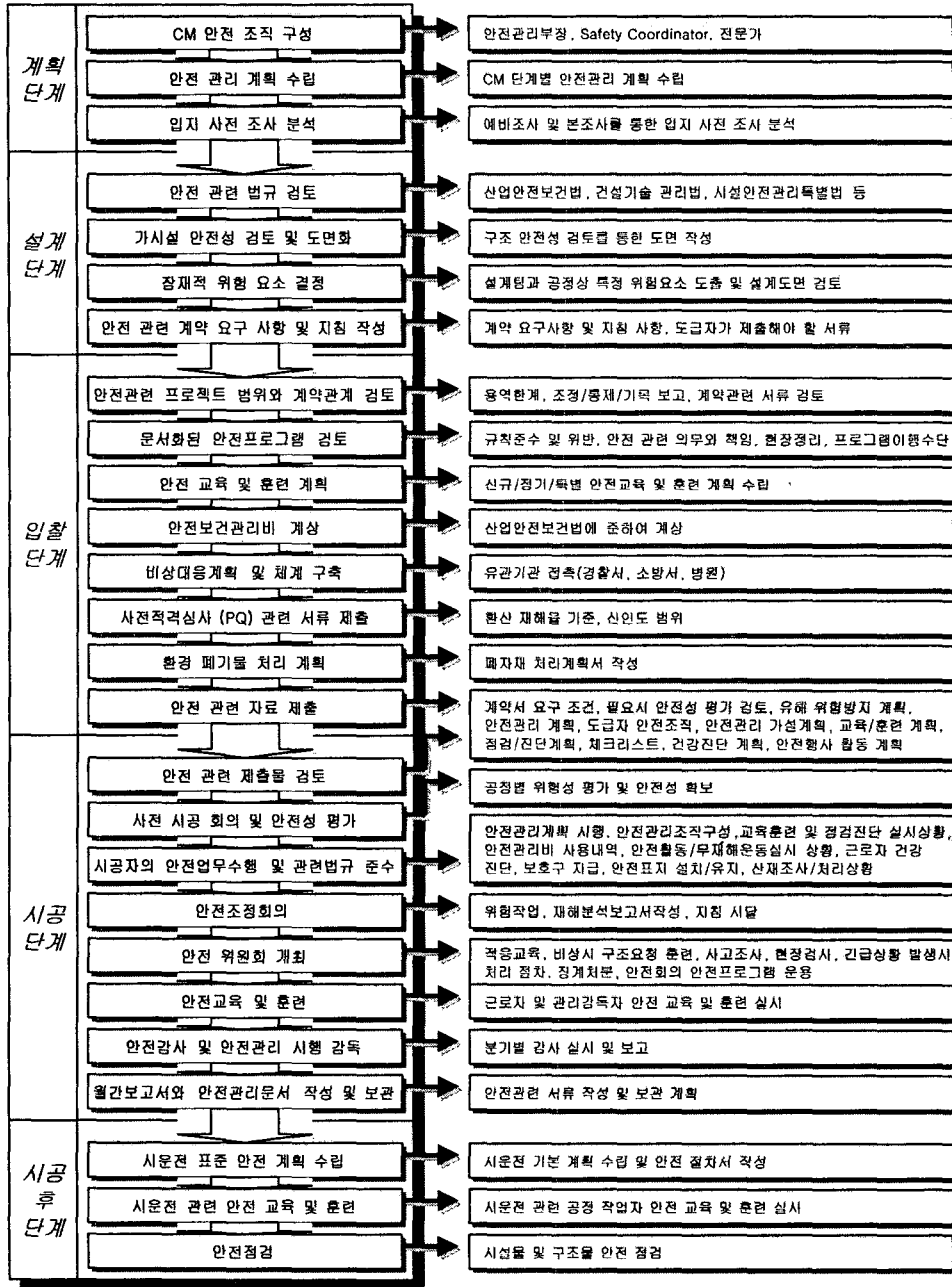 계획
단계
CM 안전 조직 구성
안전관리부장, Safety Coordinator, 전문가
안전 관리 계획 수립
CM 단계별 안전관리 계획 수립
입지 사전 조사 분석
예비조사 및 본조사를 통한 입지 사전 조사 분석
설계
단계
안전 관련 법규 검토
산업안전보건법, 건설기술 관리법, 시설안전관리특별법 등
가시설 안전성 검토 및 도면화
구조 안전성 검토를 통한 도면 작성
잠재적 위험 요소 결정
설계팀과 공정상 특정 위험요소 도출 및 설계도면 검토
안전 관련 계약 요구 사항 및 지침 작성
계약 요구사항 및 지침 사항, 도급자가 제출해야 할 서류
입찰
단계
안전관련 프로젝트 범위와 계약관계 검토
용역한계, 조정/통제/기록 보고, 계약관련 서류 검토
문서화된 안전프로그램 검토
규칙준수 및 위반, 안전 관련 의무와 책임, 현장정리, 프로그램이행수단
안전 교육 및 훈련 계획
신규/정기/특별 안전교육 및 훈련 계획 수립
안전보건관리비 계상
산업안전보건법에 준하여 계상
비상대응계획 및 체계 구축
유관기관 접촉(경찰서, 소방서, 병원)
사전적격심사 (PQ) 관련 서류 제출
환산 재해율 기준, 신인도 범위
환경 폐기물 처리 계획
폐자재 처리계획서 작성
안전 관련 자료 제출
계약서 요구 조건, 필요시 안전성 평가 검토, 유해 위험방지 계획,
안전관리 계획, 도급자 안전조직, 안전관리 가설계획, 교육/훈련 계획,
점검/진단계획, 체크리스트, 건강진단 계획, 안전행사 활동 계획
시공
단계
안전 관련 제출물 검토
공정별 위험성 평가 및 안전성 확보
사전 시공 회의 및 안전성 평가
시공자의 안전업무수행 및 관련법규 준수
안전관리계획 시행, 안전관리조직구성,교육훈련 및 점검진단 실시상황,
안전관리비 사용내역, 안전활동/무재해운동실시 상황, 근로자 건강
진단, 보호구 지급, 안전표지 설치/유지, 산재조사/처리상황
안전조정회의
위험작업, 재해분석보고서작성, 지침 시달
안전 위원회 개최
적응교육, 비상시 구조요청 훈련, 사고조사, 현장검사, 긴급상황 발생시
처리 절차, 징계처분, 안전회의 안전프로그램 운용
안전교육 및 훈련
근로자 및 관리감독자 안전 교육 및 훈련 실시
안전감사 및 안전관리 시행 감독
분기별 감사 실시 및 보고
월간보고서와 안전관리문서 작성 및 보관
안전관련 서류 작성 및 보관 계획
시공
후
단계
시운전 표준 안전 계획 수립
시운전 기본 계획 수립 및 안전 절차서 작성
시운전 관련 안전 교육 및 훈련
시운전 관련 공정 작업자 안전 교육 및 훈련 실시
안전점검
시설물 및 구조물 안전 점검